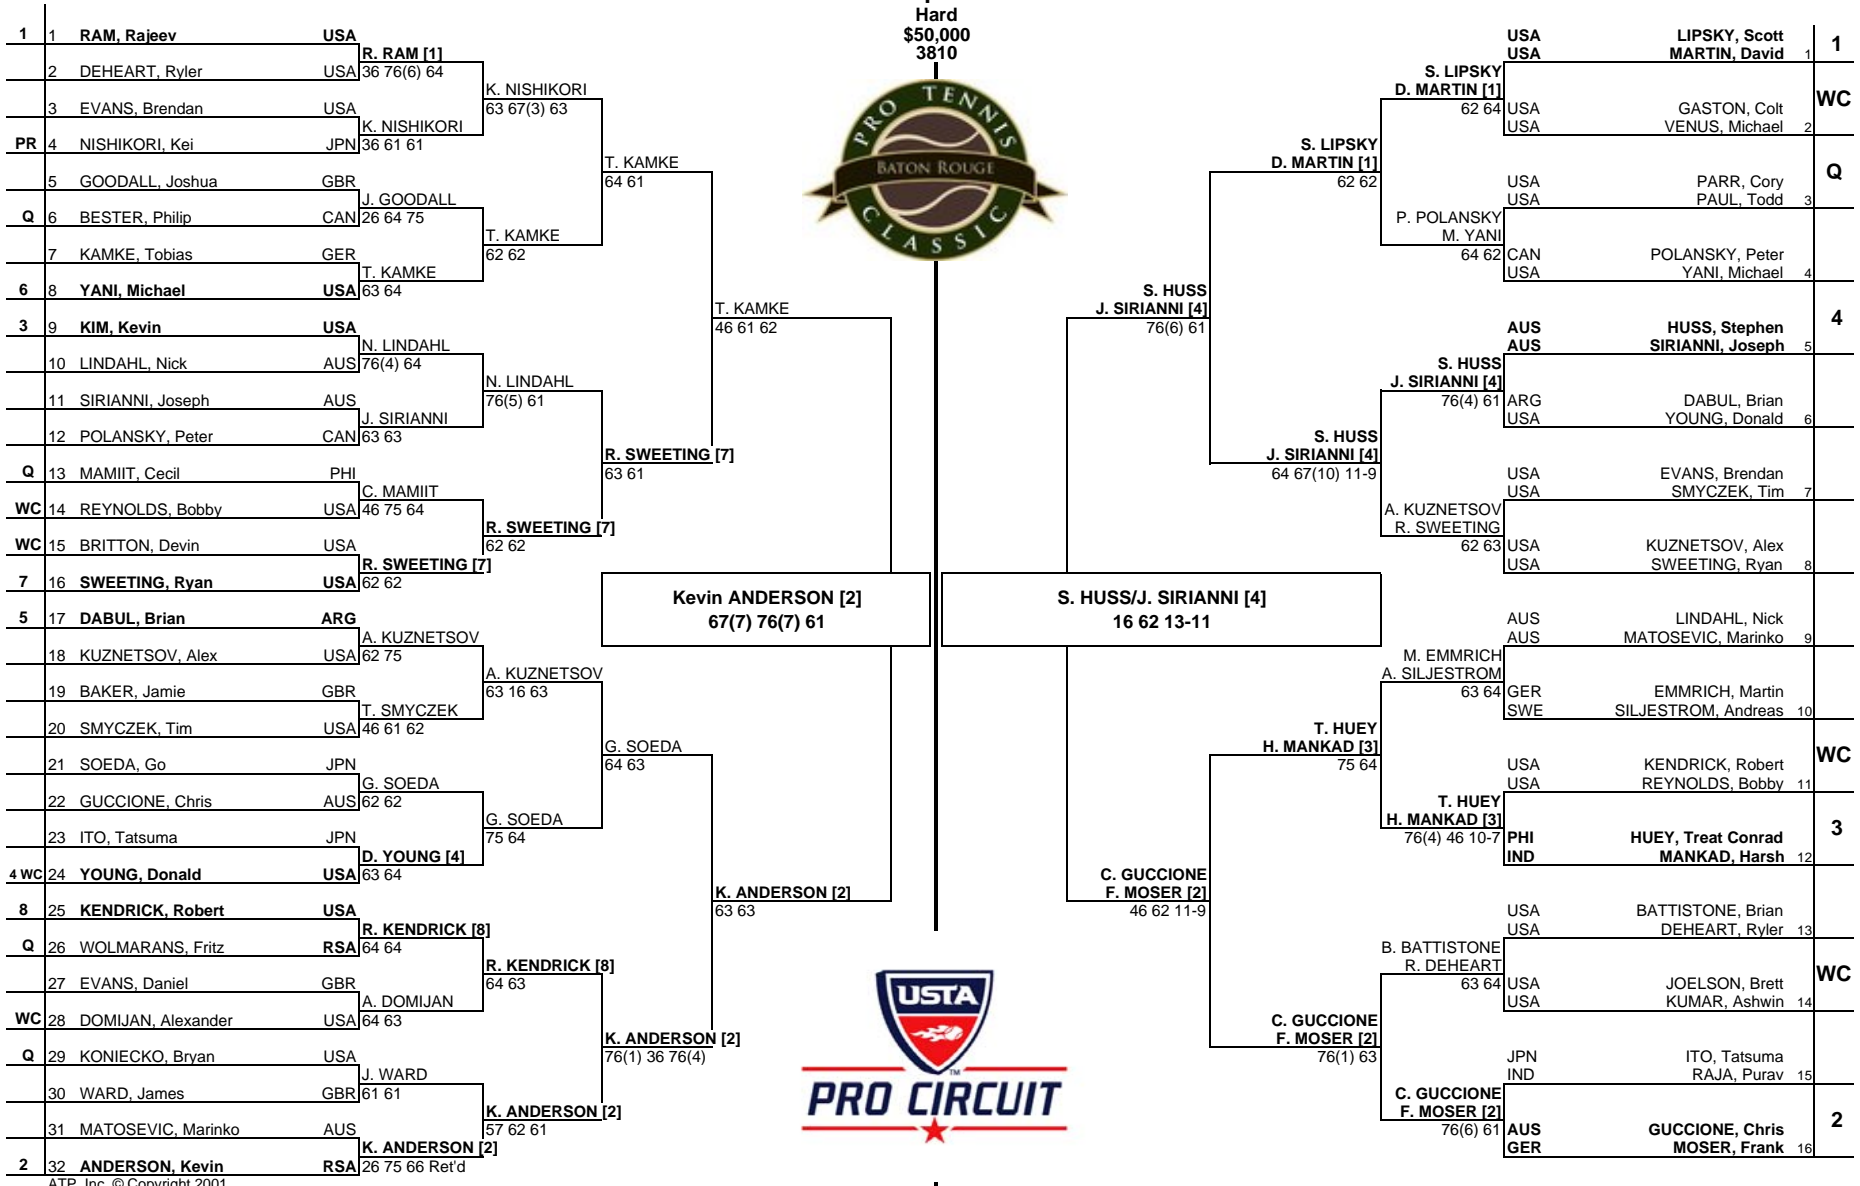 Hard
$50,000
3810
PRO TENNIS
BATON ROUGE
CLASSIC
1 1 RAM, Rajeev USA
R. RAM [1]
2 DEHEART, Ryler USA 36 76(6) 64
K. NISHIKORI
3 EVANS, Brendan USA 63 67(3) 63
K. NISHIKORI
PR 4 NISHIKORI, Kei JPN 36 61 61
T. KAMKE
5 GOODALL, Joshua GBR 64 61
J. GOODALL
Q 6 BESTER, Philip CAN 26 64 75
T. KAMKE
7 KAMKE, Tobias GER 62 62
T. KAMKE
6 8 YANI, Michael USA 63 64
T. KAMKE
3 9 KIM, Kevin USA 46 61 62
N. LINDAHL
10 LINDAHL, Nick AUS 76(4) 64
N. LINDAHL
11 SIRIANNI, Joseph AUS 76(5) 61
J. SIRIANNI
12 POLANSKY, Peter CAN 63 63
R. SWEETING [7]
Q 13 MAMIIT, Cecil PHI 63 61
C. MAMIIT
WC 14 REYNOLDS, Bobby USA 46 75 64
R. SWEETING [7]
WC 15 BRITTON, Devin USA 62 62
R. SWEETING [7]
7 16 SWEETING, Ryan USA 62 62
Kevin ANDERSON [2]
67(7) 76(7) 61
5 17 DABUL, Brian ARG
A. KUZNETSOV
18 KUZNETSOV, Alex USA 62 75
A. KUZNETSOV
19 BAKER, Jamie GBR 63 16 63
T. SMYCZEK
20 SMYCZEK, Tim USA 46 61 62
G. SOEDA
21 SOEDA, Go JPN 64 63
G. SOEDA
22 GUCCIONE, Chris AUS 62 62
G. SOEDA
23 ITO, Tatsuma JPN 75 64
D. YOUNG [4]
4 WC 24 YOUNG, Donald USA 63 64
K. ANDERSON [2]
8 25 KENDRICK, Robert USA 63 63
R. KENDRICK [8]
Q 26 WOLMARANS, Fritz RSA 64 64
R. KENDRICK [8]
27 EVANS, Daniel GBR 64 63
A. DOMIJAN
WC 28 DOMIJAN, Alexander USA 64 63
K. ANDERSON [2]
Q 29 KONIECKO, Bryan USA 76(1) 36 76(4)
J. WARD
30 WARD, James GBR 61 61
K. ANDERSON [2]
31 MATOSEVIC, Marinko AUS 57 62 61
K. ANDERSON [2]
2 32 ANDERSON, Kevin RSA 26 75 66 Ret'd
ATP, Inc. © Copyright 2001
USTA
TM
PRO CIRCUIT
USA LIPSKY, Scott 1
USA MARTIN, David 1
S. LIPSKY
D. MARTIN [1]
62 64 USA GASTON, Colt WC
USA VENUS, Michael 2
S. LIPSKY
D. MARTIN [1]
62 62
USA PARR, Cory Q
USA PAUL, Todd 3
P. POLANSKY
M. YANI
64 62 CAN POLANSKY, Peter
USA YANI, Michael 4
S. HUSS
J. SIRIANNI [4]
76(6) 61
AUS HUSS, Stephen 4
AUS SIRIANNI, Joseph 5
S. HUSS
J. SIRIANNI [4]
76(4) 61 ARG DABUL, Brian
USA YOUNG, Donald 6
S. HUSS
J. SIRIANNI [4]
64 67(10) 11-9
USA EVANS, Brendan
USA SMYCZEK, Tim 7
A. KUZNETSOV
R. SWEETING
62 63 USA KUZNETSOV, Alex
USA SWEETING, Ryan 8
S. HUSS/J. SIRIANNI [4]
16 62 13-11
AUS LINDAHL, Nick
AUS MATOSEVIC, Marinko 9
M. EMMRICH
A. SILJESTROM
63 64 GER EMMRICH, Martin
SWE SILJESTROM, Andreas 10
T. HUEY
H. MANKAD [3]
75 64
USA KENDRICK, Robert WC
USA REYNOLDS, Bobby 11
T. HUEY
H. MANKAD [3]
76(4) 46 10-7 PHI HUEY, Treat Conrad 3
IND MANKAD, Harsh 12
C. GUCCIONE
F. MOSER [2]
46 62 11-9
USA BATTISTONE, Brian
USA DEHEART, Ryler 13
B. BATTISTONE
R. DEHEART
63 64 USA JOELSON, Brett WC
USA KUMAR, Ashwin 14
C. GUCCIONE
F. MOSER [2]
76(1) 63
JPN ITO, Tatsuma
IND RAJA, Purav 15
C. GUCCIONE
F. MOSER [2]
76(6) 61 AUS GUCCIONE, Chris 2
GER MOSER, Frank 16